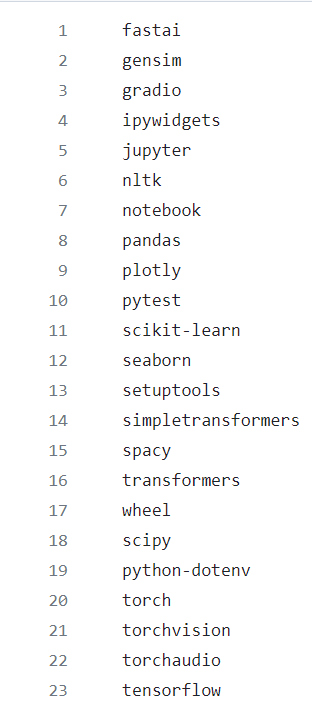 1 fastai
2 gensim
3 gradio
4 ipywidgets
5 jupyter
6 nltk
7 notebook
8 pandas
9 plotly
10 pytest
11 scikit-learn
12 seaborn
13 setuptools
14 simpletransformers
15 spacy
16 transformers
17 wheel
18 scipy
19 python-dotenv
20 torch
21 torchvision
22 torchaudio
23 tensorflow